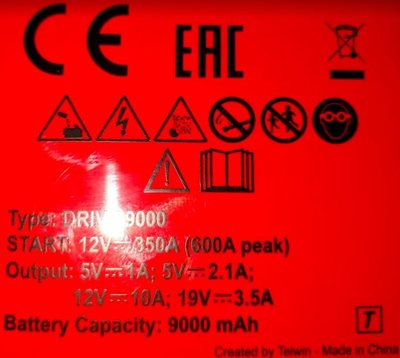 CE EAC
Type: DRIVE 9000
START: 12V⎓350A (600A peak)
Output: 5V⎓1A; 5V⎓2.1A;
12V⎓10A; 19V⎓3.5A
Battery Capacity: 9000 mAh
T
Created by Telwin - Made in China